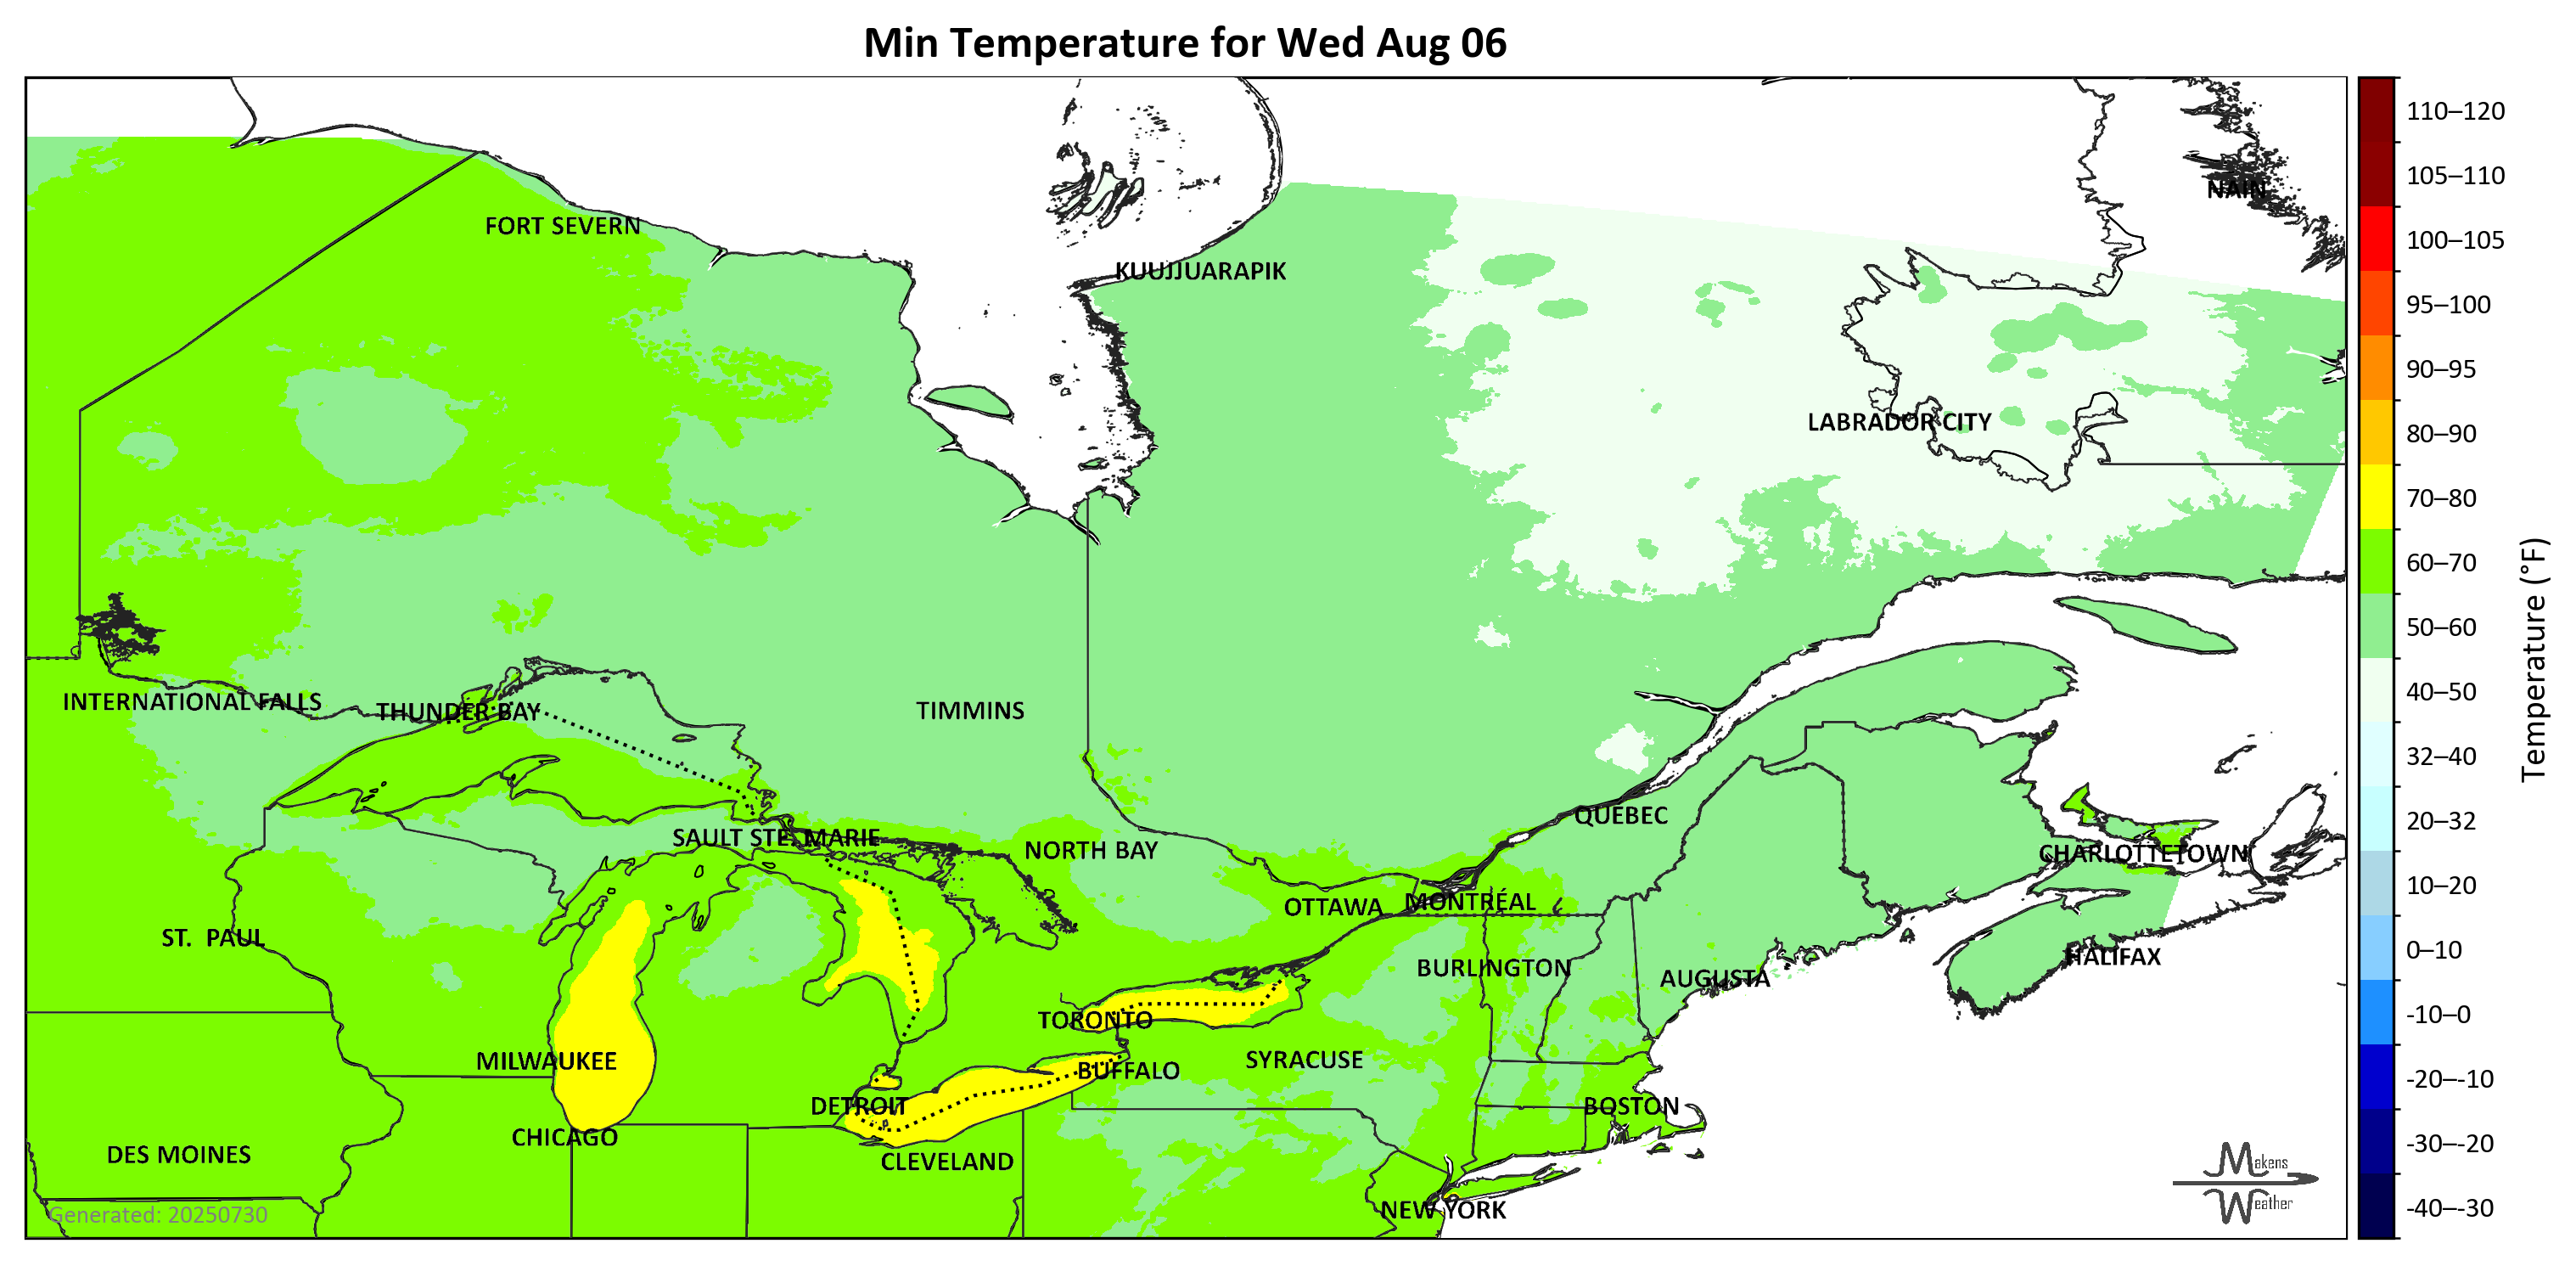 Min Temperature for Wed Aug 06
NAIN
FORT SEVERN
KUUJJUARAPIK
LABRADOR CITY
INTERNATIONAL FALLS
THUNDER BAY
TIMMINS
QUÉBEC
SAULT STE. MARIE
NORTH BAY
CHARLOTTETOWN
OTTAWA
MONTRÉAL
ST. PAUL
HALIFAX
BURLINGTON
AUGUSTA
TORONTO
MILWAUKEE
SYRACUSE
BUFFALO
DETROIT
BOSTON
CHICAGO
DES MOINES
CLEVELAND
NEW YORK
Generated: 20250730
Makens
Weather
110–120
105–110
100–105
95–100
90–95
80–90
70–80
60–70
50–60
40–50
32–40
20–32
10–20
0–10
-10–0
-20–-10
-30–-20
-40–-30
Temperature (°F)